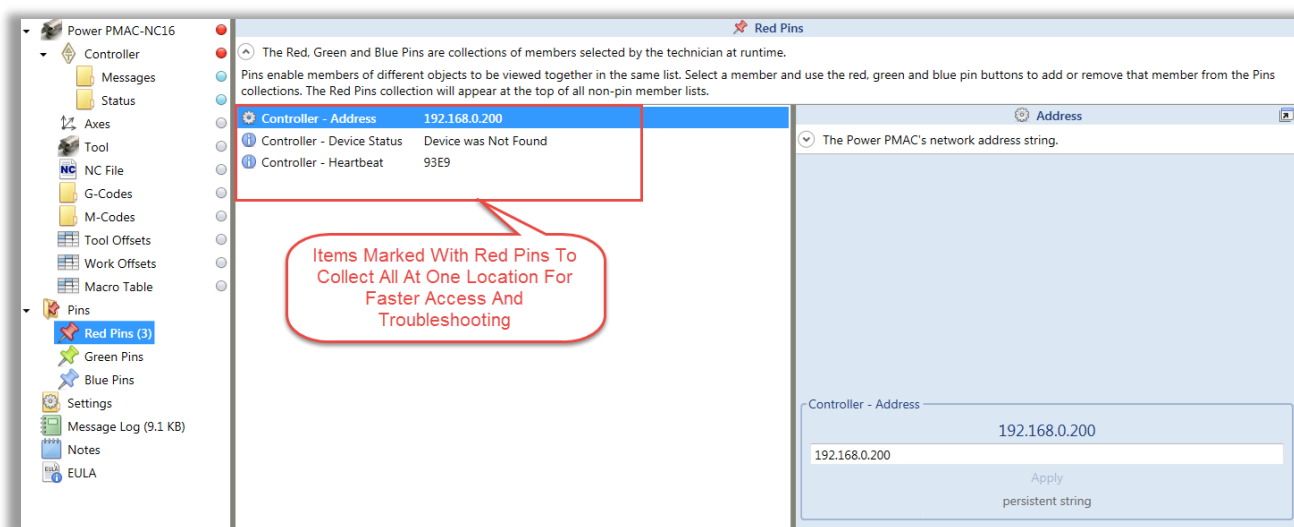 Power PMAC-NC16
Controller
Messages
Status
Axes
Tool
NC NC File
G-Codes
M-Codes
Tool Offsets
Work Offsets
Macro Table
Pins
Red Pins (3)
Green Pins
Blue Pins
Settings
Message Log (9.1 KB)
Notes
EULA EULA
Red Pins
The Red, Green and Blue Pins are collections of members selected by the technician at runtime.
Pins enable members of different objects to be viewed together in the same list. Select a member and use the red, green and blue pin buttons to add or remove that member from the Pins
collections. The Red Pins collection will appear at the top of all non-pin member lists.
Controller - Address 192.168.0.200
Controller - Device Status Device was Not Found
Controller - Heartbeat 93E9
Items Marked With Red Pins To
Collect All At One Location For
Faster Access And
Troubleshooting
Address
The Power PMAC's network address string.
Controller - Address
192.168.0.200
192.168.0.200
Apply
persistent string